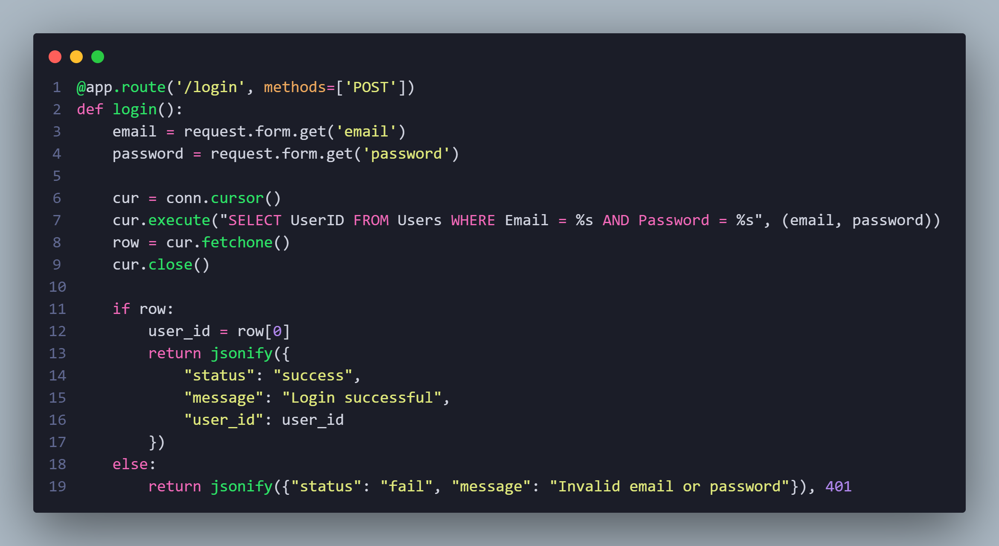 1 @app.route('/login', methods=['POST'])
2 def login():
3     email = request.form.get('email')
4     password = request.form.get('password')
5
6     cur = conn.cursor()
7     cur.execute("SELECT UserID FROM Users WHERE Email = %s AND Password = %s", (email, password))
8     row = cur.fetchone()
9     cur.close()
10
11     if row:
12         user_id = row[0]
13         return jsonify({
14             "status": "success",
15             "message": "Login successful",
16             "user_id": user_id
17         })
18     else:
19         return jsonify({"status": "fail", "message": "Invalid email or password"}), 401